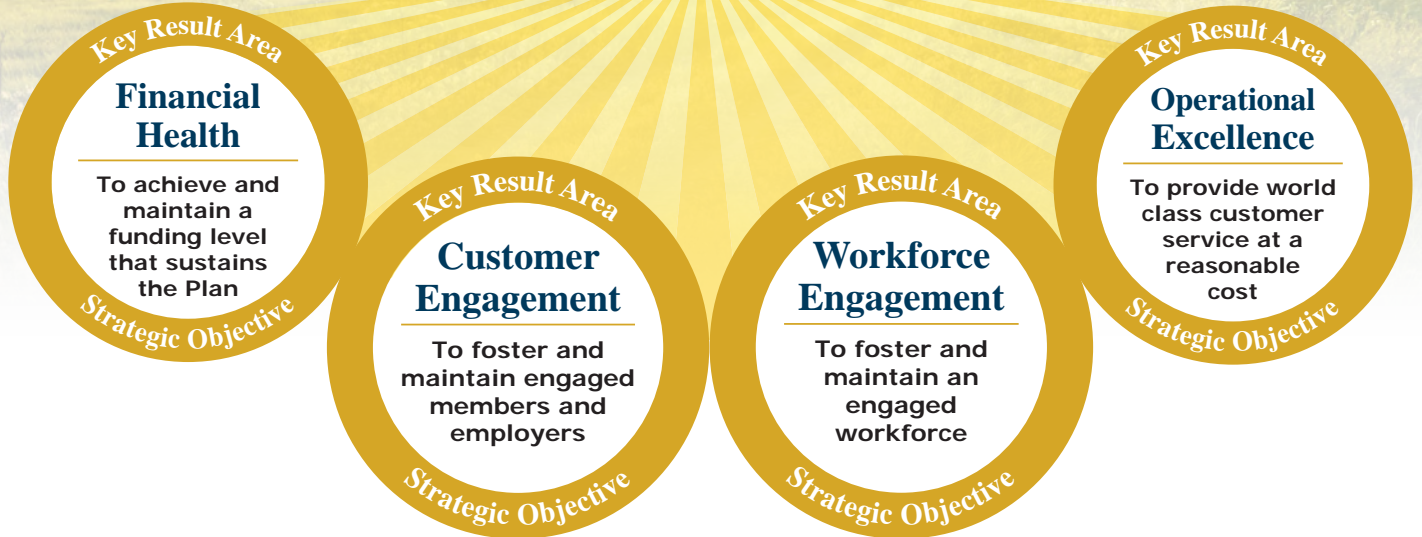 Key Result Area
Financial
Health
To achieve and
maintain a
funding level
that sustains
the Plan
Strategic Objective
Key Result Area
Customer
Engagement
To foster and
maintain engaged
members and
employers
Strategic Objective
Key Result Area
Workforce
Engagement
To foster and
maintain an
engaged
workforce
Strategic Objective
Key Result Area
Operational
Excellence
To provide world
class customer
service at a
reasonable
cost
Strategic Objective